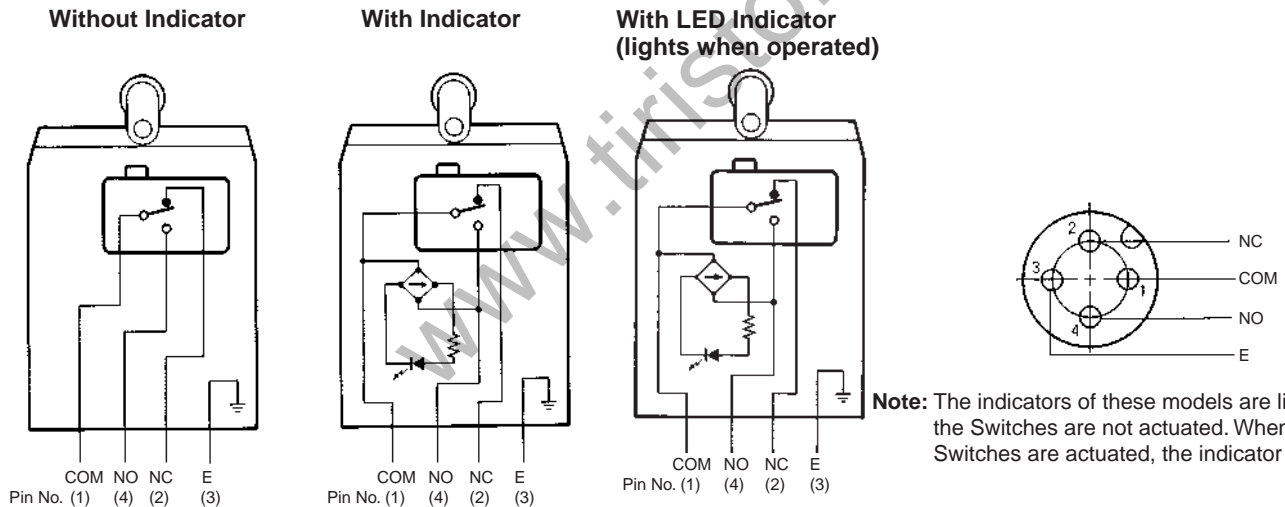 Without Indicator
With Indicator
With LED Indicator
(lights when operated)
COM NO NC E
Pin No. (1) (4) (2) (3)
COM NO NC E
Pin No. (1) (4) (2) (3)
COM NO NC E
Pin No. (1) (4) (2) (3)
2
3
1
4
NC
COM
NO
E
Note: The indicators of these models are
the Switches are not actuated. When
Switches are actuated, the indicator